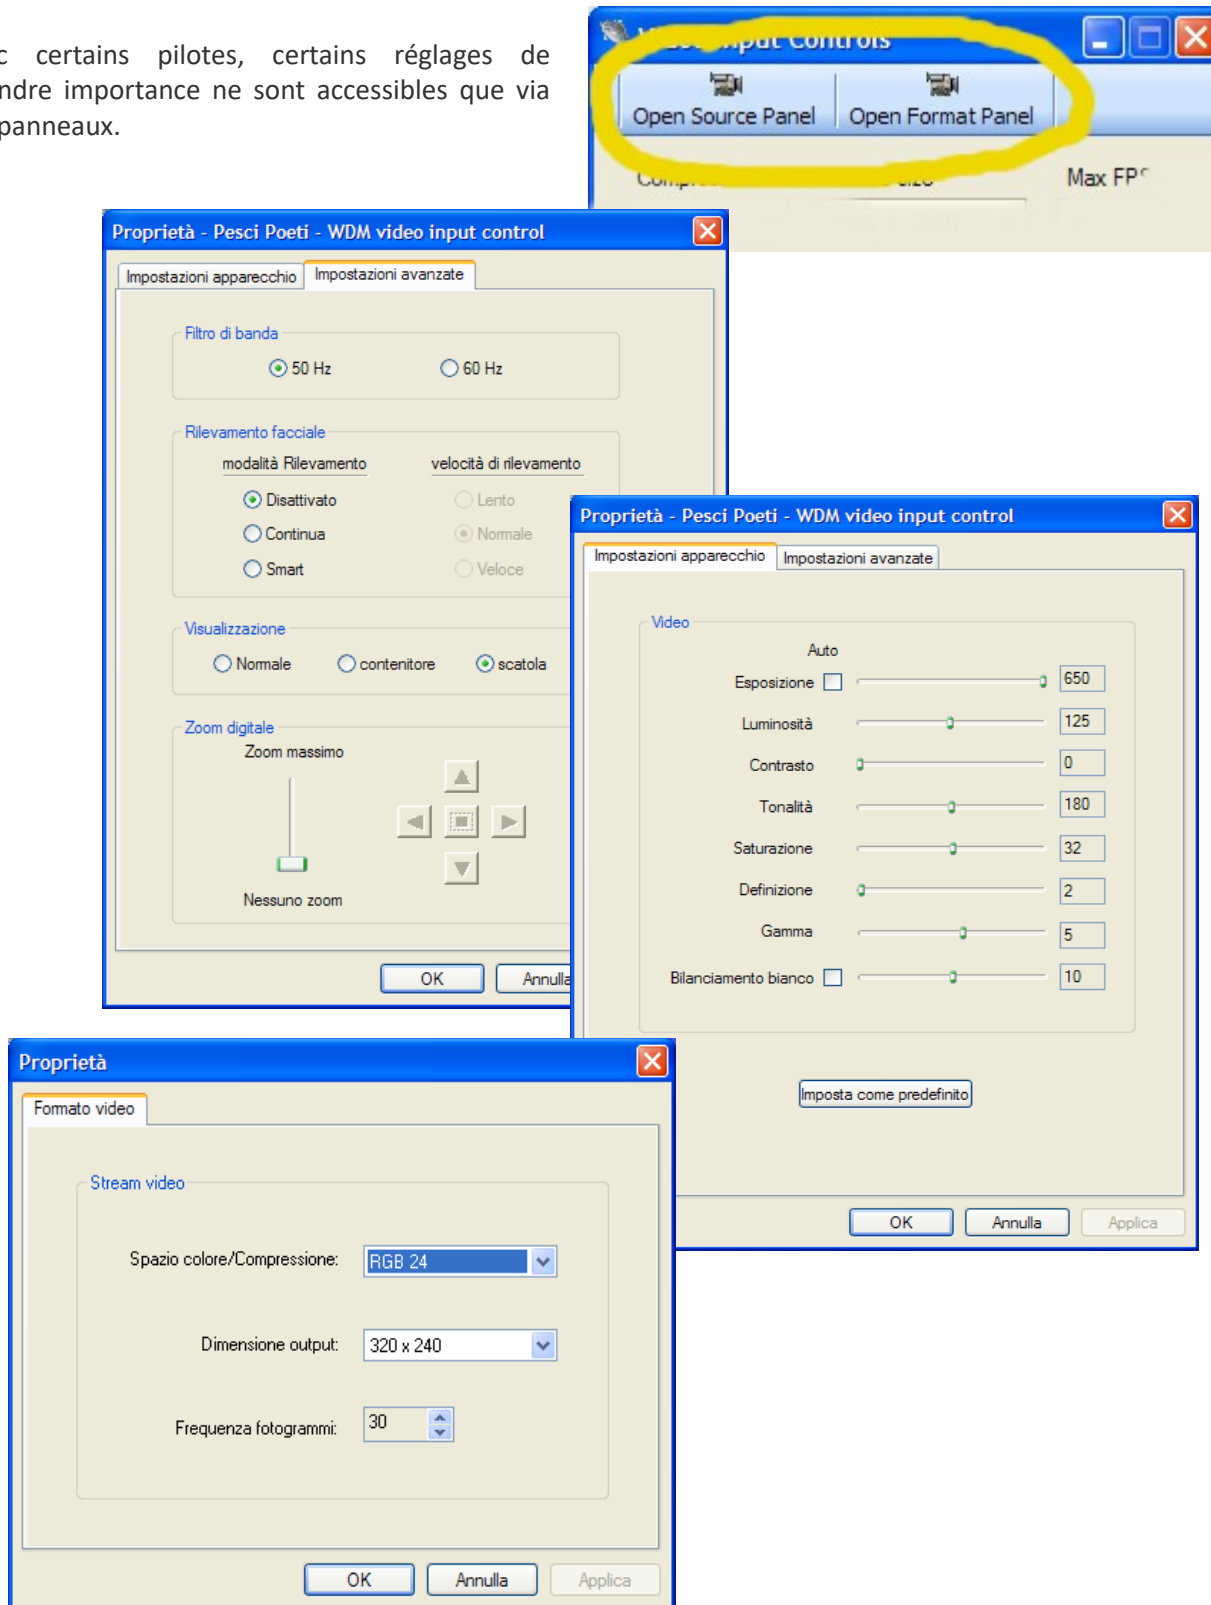 certains pilotes, certains réglages de
importance ne sont accessibles que via
panneaux.
Input Controls
Open Source Panel
Open Format Panel
Max
Proprietà - Pesci Poeti - WDM video input control
Impostazioni apparecchio
Impostazioni avanzate
Filtro di banda
50 Hz
60 Hz
Rilevamento facciale
modalità Rilevamento
velocità di rilevamento
Disattivato
Lento
Continua
Normale
Smart
Veloce
Visualizzazione
Normale
contenitore
scatola
Zoom digitale
Zoom massimo
Nessuno zoom
OK
Annulla
Proprietà - Pesci Poeti - WDM video input control
Impostazioni apparecchio
Impostazioni avanzate
Video
Auto
Esposizione 650
Luminosità 125
Contrasto 0
Tonalità 180
Saturazione 32
Definizione 2
Gamma 5
Bilanciamento bianco 10
Imposta come predefinito
OK
Annulla
Applica
Proprietà
Formato video
Stream video
Spazio colore/Compressione: RGB 24
Dimensione output: 320 x 240
Frequenza fotogrammi: 30
OK
Annulla
Applica